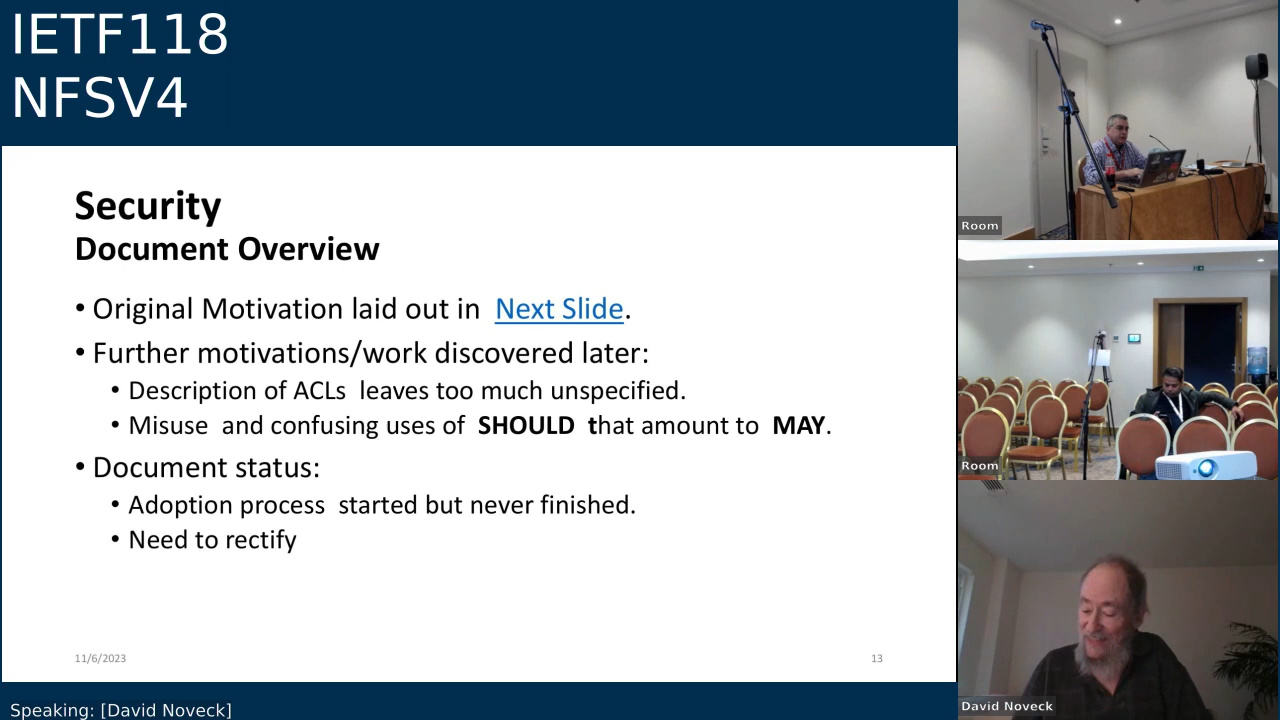 IETF118
NFSV4
Security
Document Overview
• Original Motivation laid out in Next Slide.
• Further motivations/work discovered later:
• Description of ACLs leaves too much unspecified.
• Misuse and confusing uses of SHOULD that amount to MAY.
• Document status:
• Adoption process started but never finished.
• Need to rectify
11/6/2023
13
Speaking: [David Noveck]
Room
Room
David Noveck